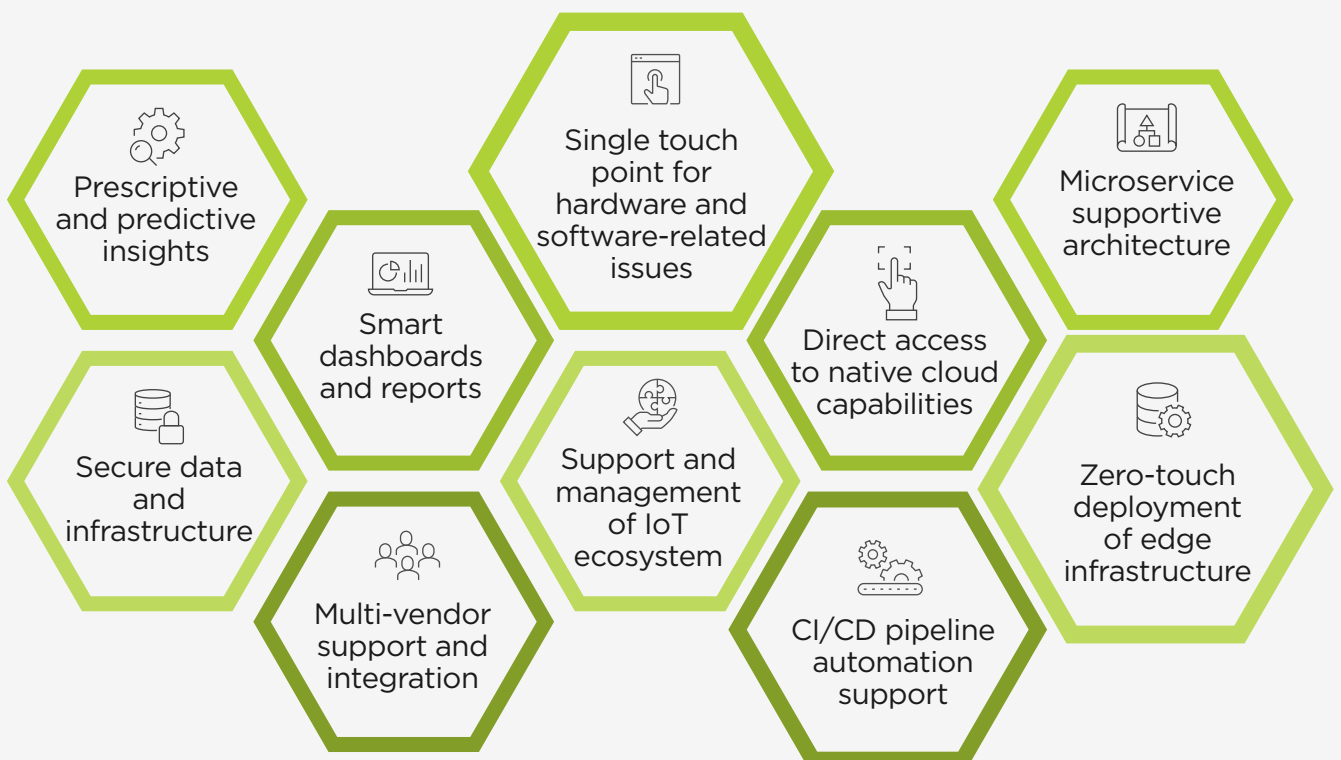 Prescriptive
and predictive
insights
Single touch
point for
hardware and
software-related
issues
Microservice
supportive
architecture
Smart
dashboards
and reports
Direct access
to native cloud
capabilities
Secure data
and
infrastructure
Support and
management
of IoT
ecosystem
Zero-touch
deployment
of edge
infrastructure
Multi-vendor
support and
integration
CI/CD pipeline
automation
support